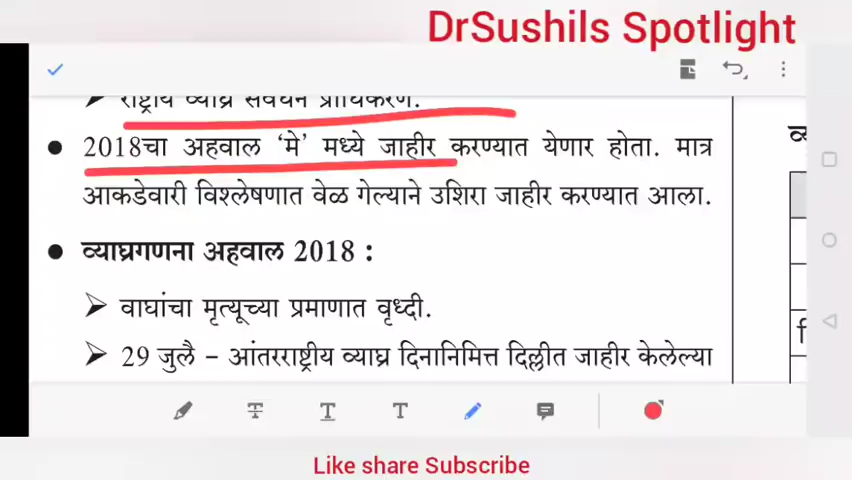 DrSushils Spotlight
➤ राष्ट्रीय व्याघ्र संवर्धन प्राधिकरण.
● 2018चा अहवाल ‘मे’ मध्ये जाहीर करण्यात येणार होता. मात्र
आकडेवारी विश्लेषणात वेळ गेल्याने उशिरा जाहीर करण्यात आला.
● व्याघ्रगणना अहवाल 2018 :
➤ वाघांचा मृत्यूच्या प्रमाणात वृध्दी.
➤ 29 जुलै – आंतरराष्ट्रीय व्याघ्र दिनानिमित्त दिल्लीत जाहीर केलेल्या
Like share Subscribe